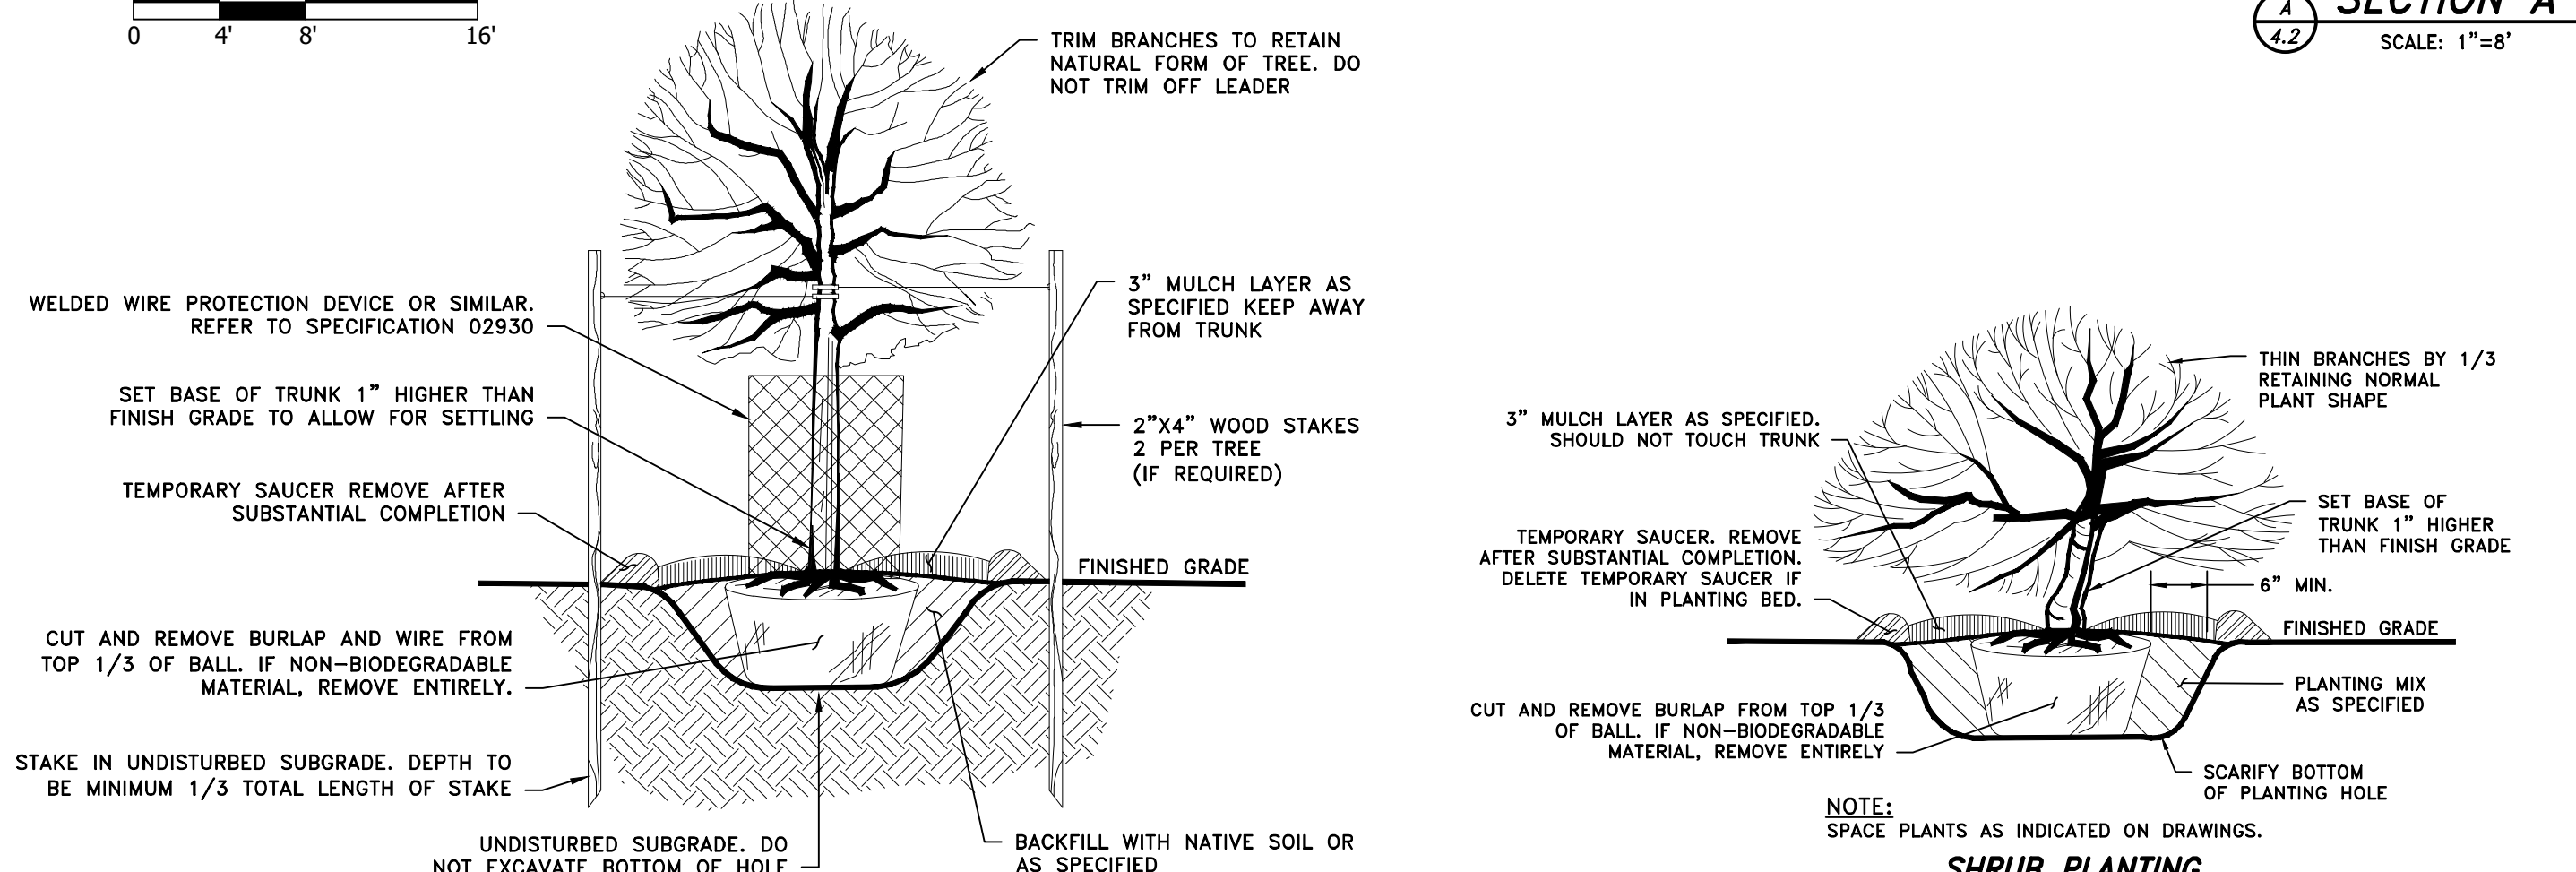 0 4' 8' 16'
A
4.2
SECTION A
SCALE: 1"=8'
TRIM BRANCHES TO RETAIN
NATURAL FORM OF TREE. DO
NOT TRIM OFF LEADER
WELDED WIRE PROTECTION DEVICE OR SIMILAR.
REFER TO SPECIFICATION 02930
SET BASE OF TRUNK 1" HIGHER THAN
FINISH GRADE TO ALLOW FOR SETTLING
TEMPORARY SAUCER REMOVE AFTER
SUBSTANTIAL COMPLETION
CUT AND REMOVE BURLAP AND WIRE FROM
TOP 1/3 OF BALL. IF NON-BIODEGRADABLE
MATERIAL, REMOVE ENTIRELY.
STAKE IN UNDISTURBED SUBGRADE. DEPTH TO
BE MINIMUM 1/3 TOTAL LENGTH OF STAKE
UNDISTURBED SUBGRADE. DO
NOT EXCAVATE BOTTOM OF HOLE
3" MULCH LAYER AS
SPECIFIED KEEP AWAY
FROM TRUNK
2"X4" WOOD STAKES
2 PER TREE
(IF REQUIRED)
FINISHED GRADE
BACKFILL WITH NATIVE SOIL OR
AS SPECIFIED
3" MULCH LAYER AS SPECIFIED.
SHOULD NOT TOUCH TRUNK
TEMPORARY SAUCER. REMOVE
AFTER SUBSTANTIAL COMPLETION.
DELETE TEMPORARY SAUCER IF
IN PLANTING BED.
CUT AND REMOVE BURLAP FROM TOP 1/3
OF BALL. IF NON-BIODEGRADABLE
MATERIAL, REMOVE ENTIRELY
THIN BRANCHES BY 1/3
RETAINING NORMAL
PLANT SHAPE
SET BASE OF
TRUNK 1" HIGHER
THAN FINISH GRADE
6" MIN.
FINISHED GRADE
PLANTING MIX
AS SPECIFIED
SCARIFY BOTTOM
OF PLANTING HOLE
NOTE:
SPACE PLANTS AS INDICATED ON DRAWINGS.
SHRUB PLANTING